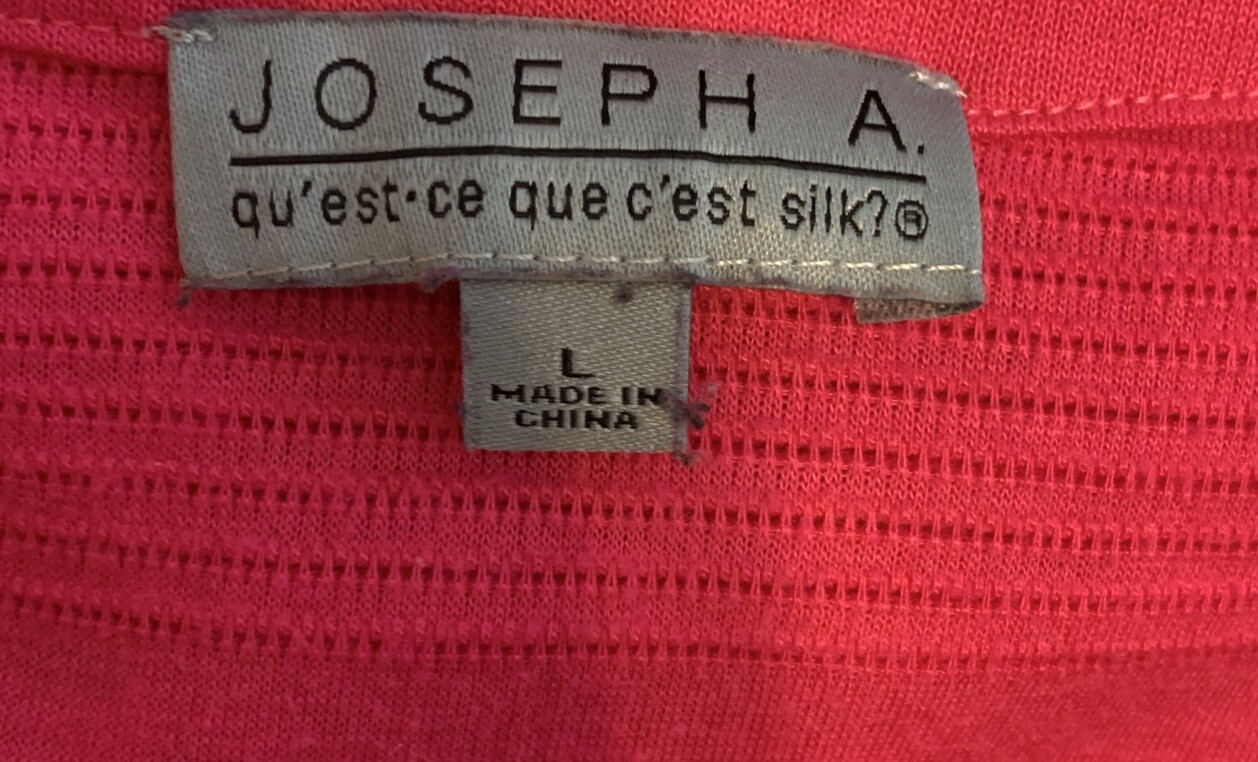 JOSEPH A.
qu'est·ce que c'est silk?®
L
MADE IN
CHINA